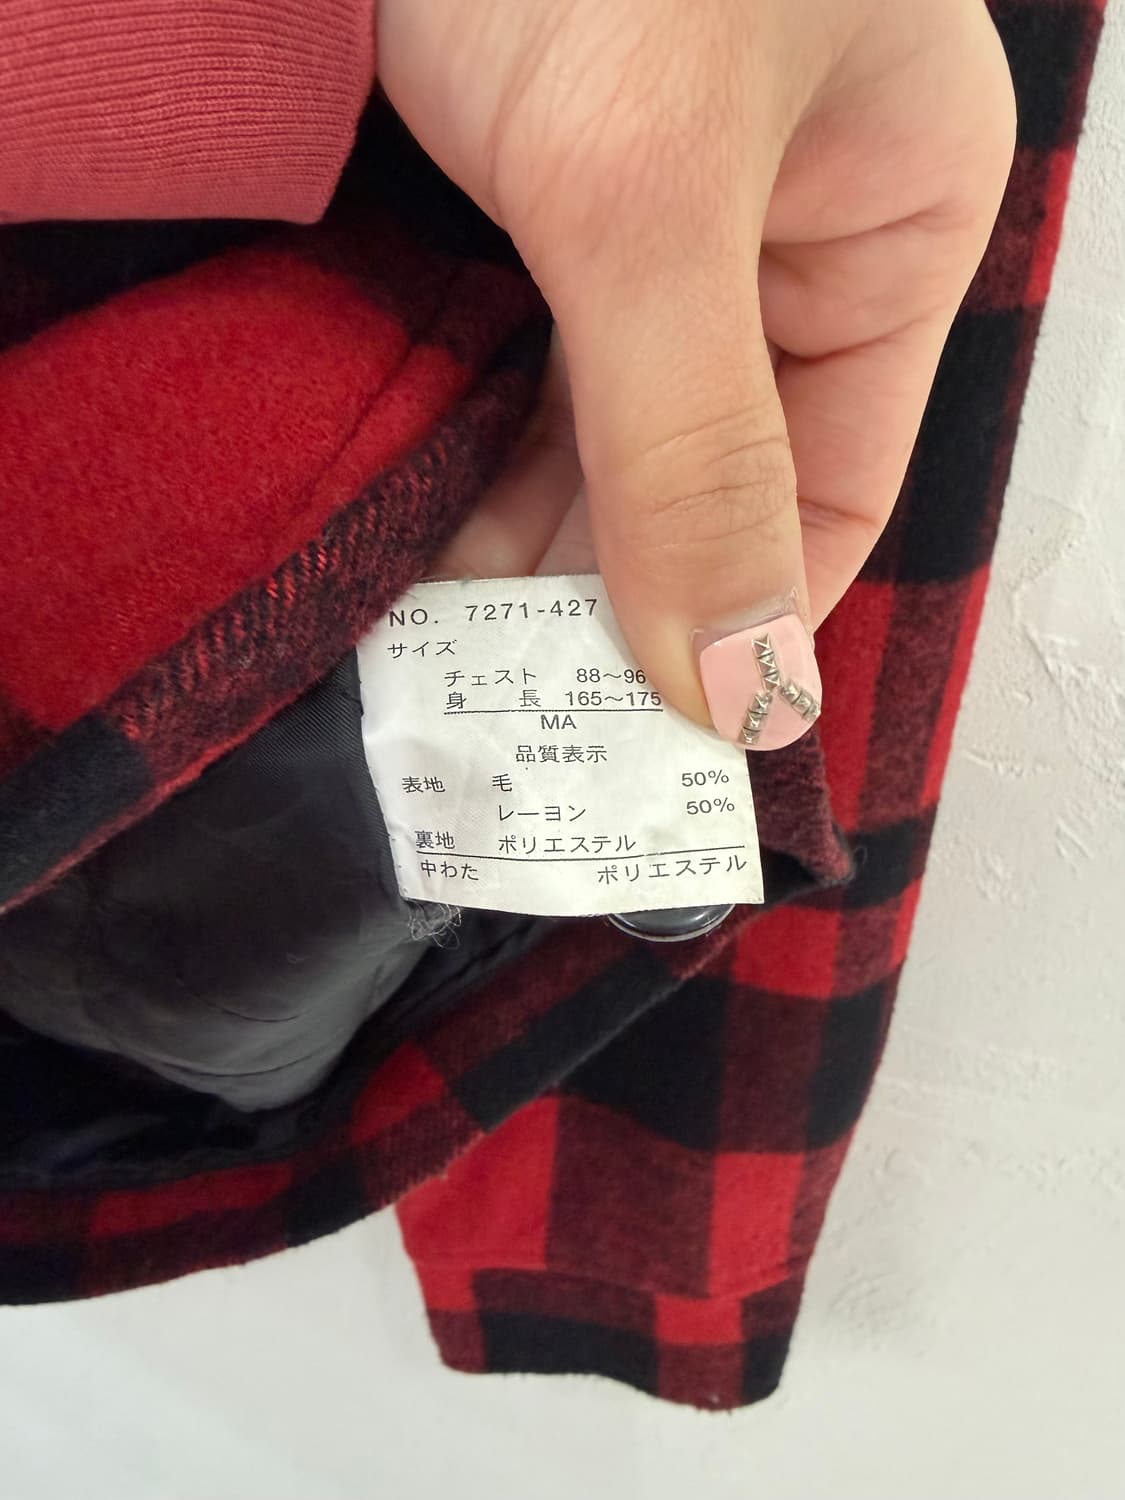 NO. 7271-427
サイズ
チェスト 88〜96
身 長 165〜175
MA
品質表示
表地 毛 50%
レーヨン 50%
裏地 ポリエステル
中わた ポリエステル